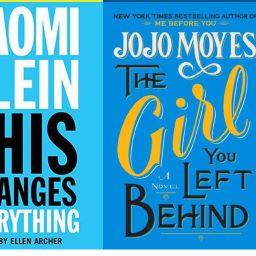 AOMI
LEIN
HIS
ANGES
ERYTHING
BY ELLEN ARCHER
NEW YORK TIMES BESTSELLING AUTHOR OF
ME BEFORE YOU
JOJO MOYES
THE
Girl
YOU
A
NOVEL
LEFT
BEHIND